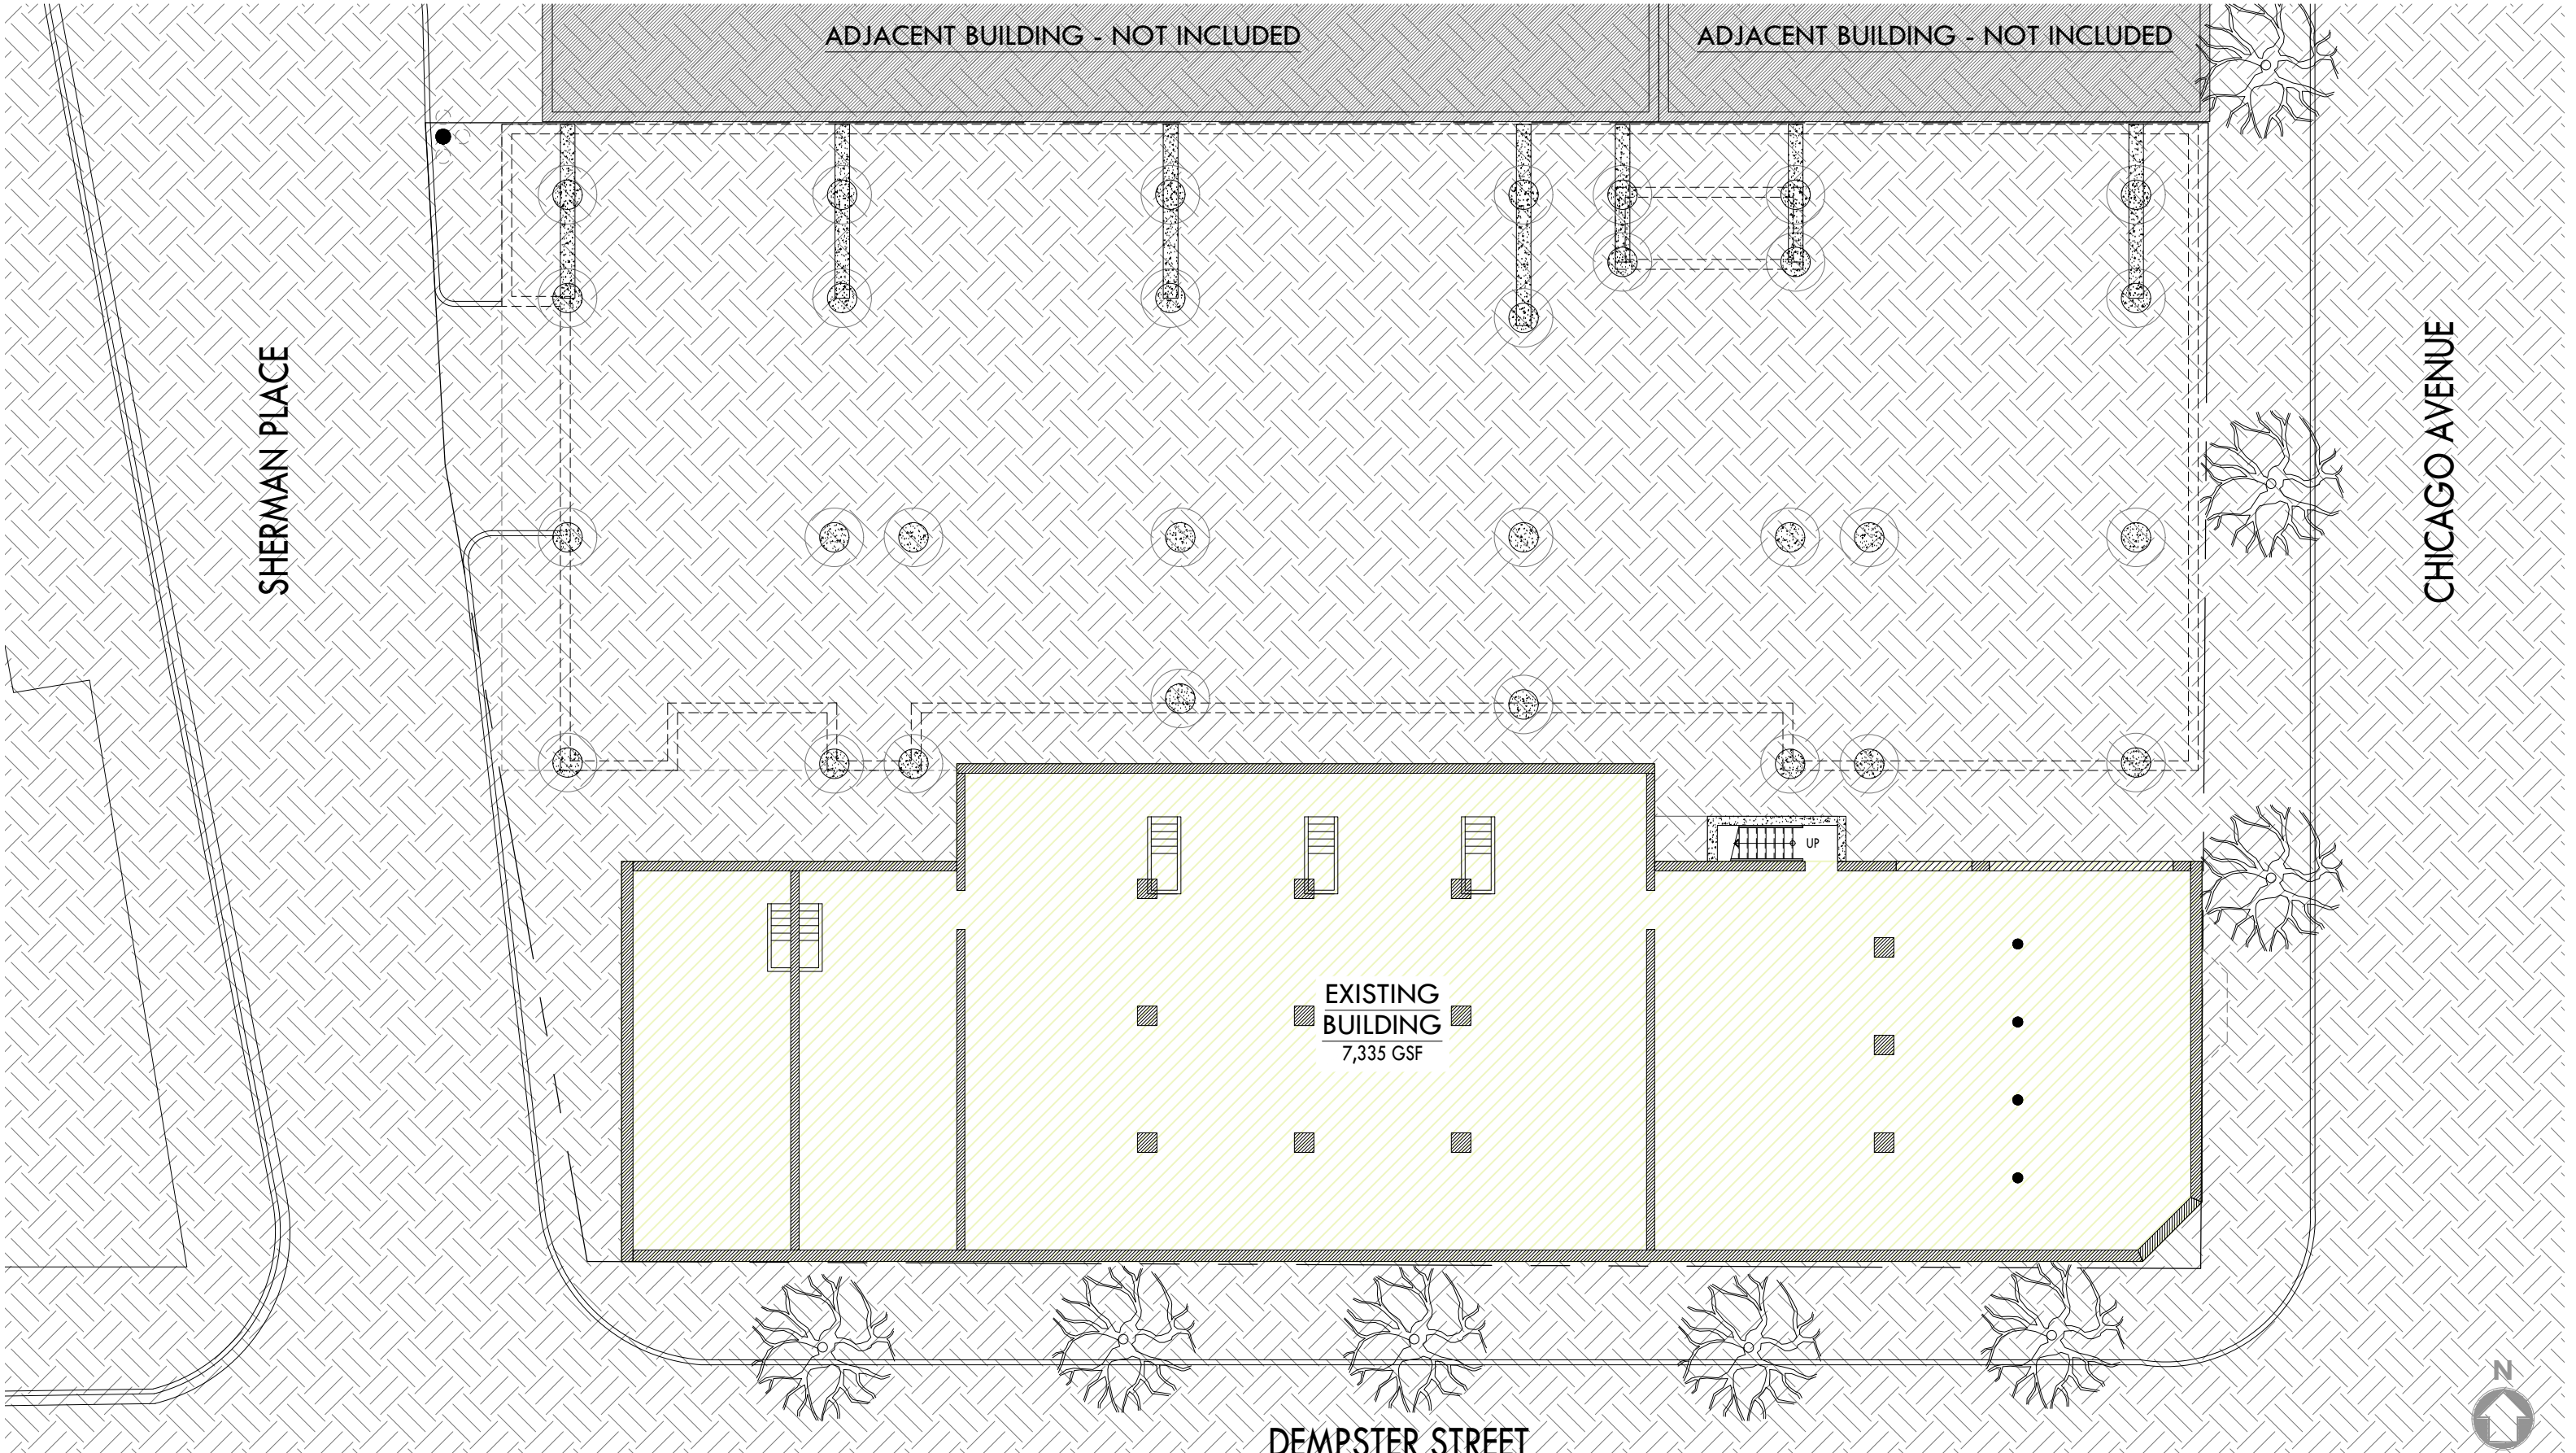 ADJACENT BUILDING - NOT INCLUDED
ADJACENT BUILDING - NOT INCLUDED
SHERMAN PLACE
CHICAGO AVENUE
UP
EXISTING
BUILDING
7,335 GSF
N
DEMPSTER STREET